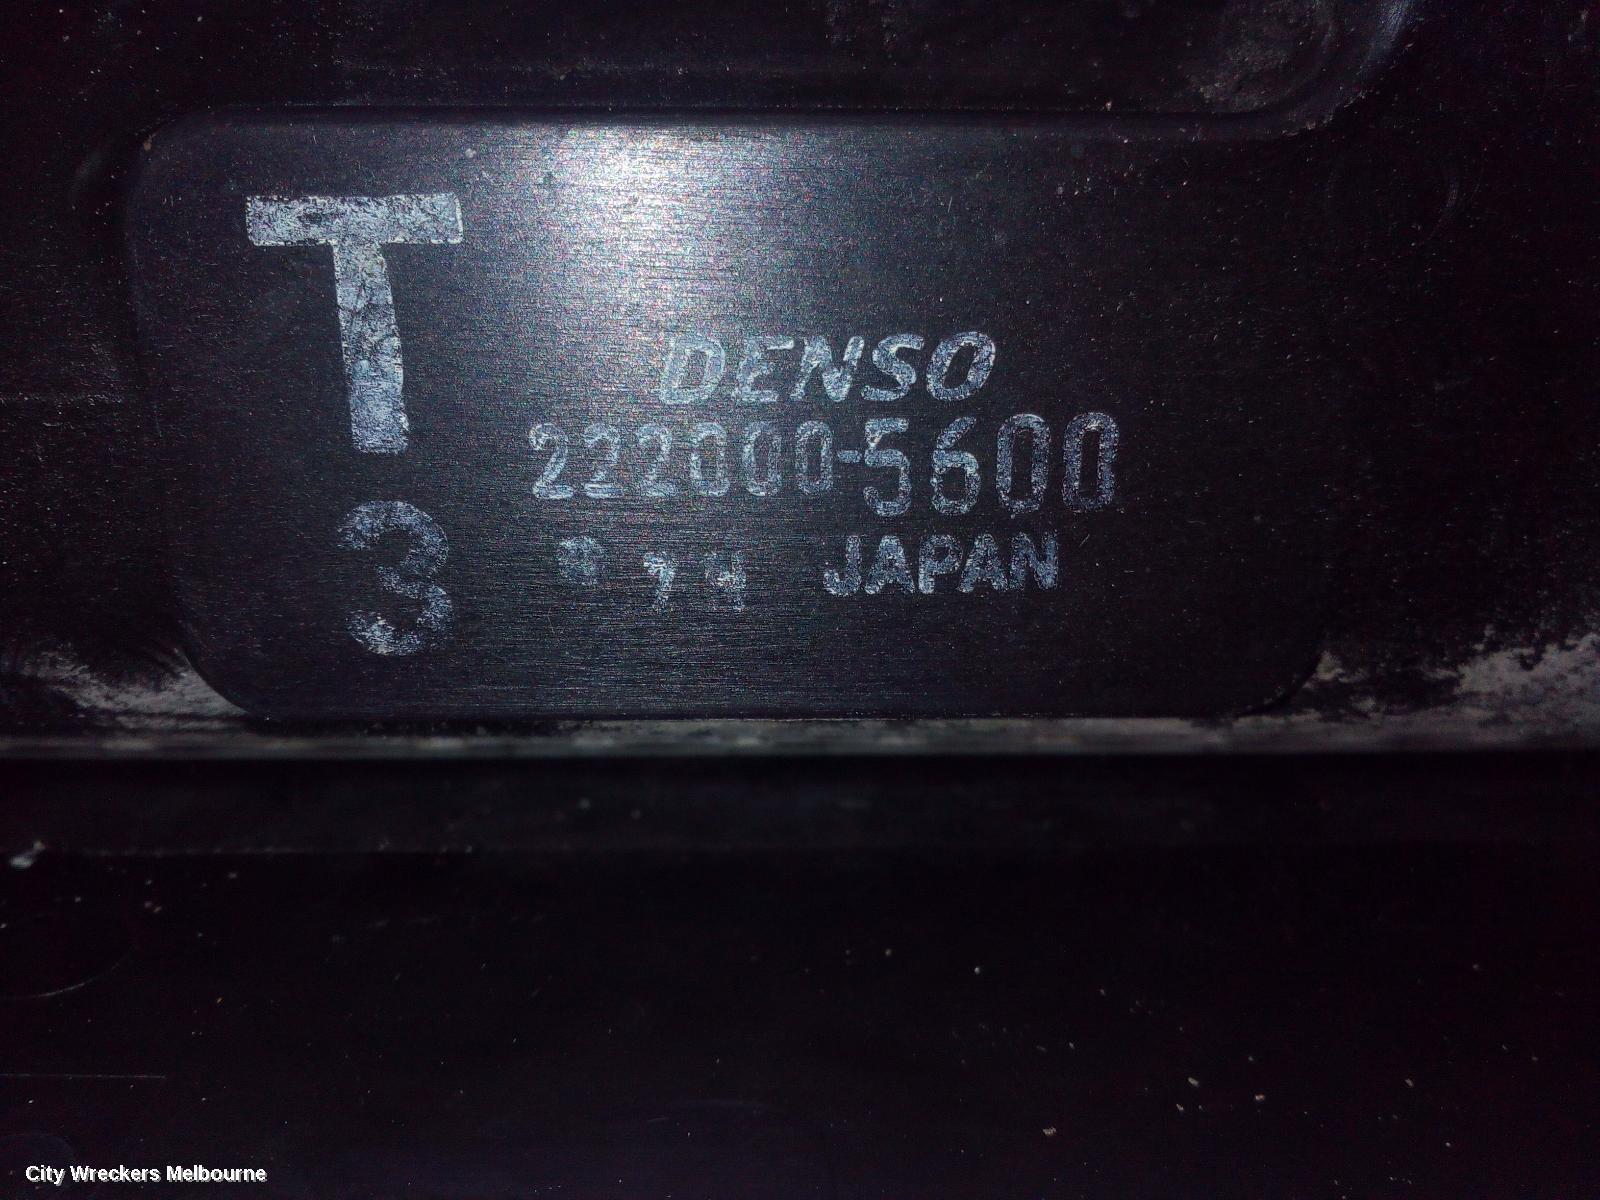 T
3
DENSO
222000-5600
JAPAN
City Wreckers Melbourne